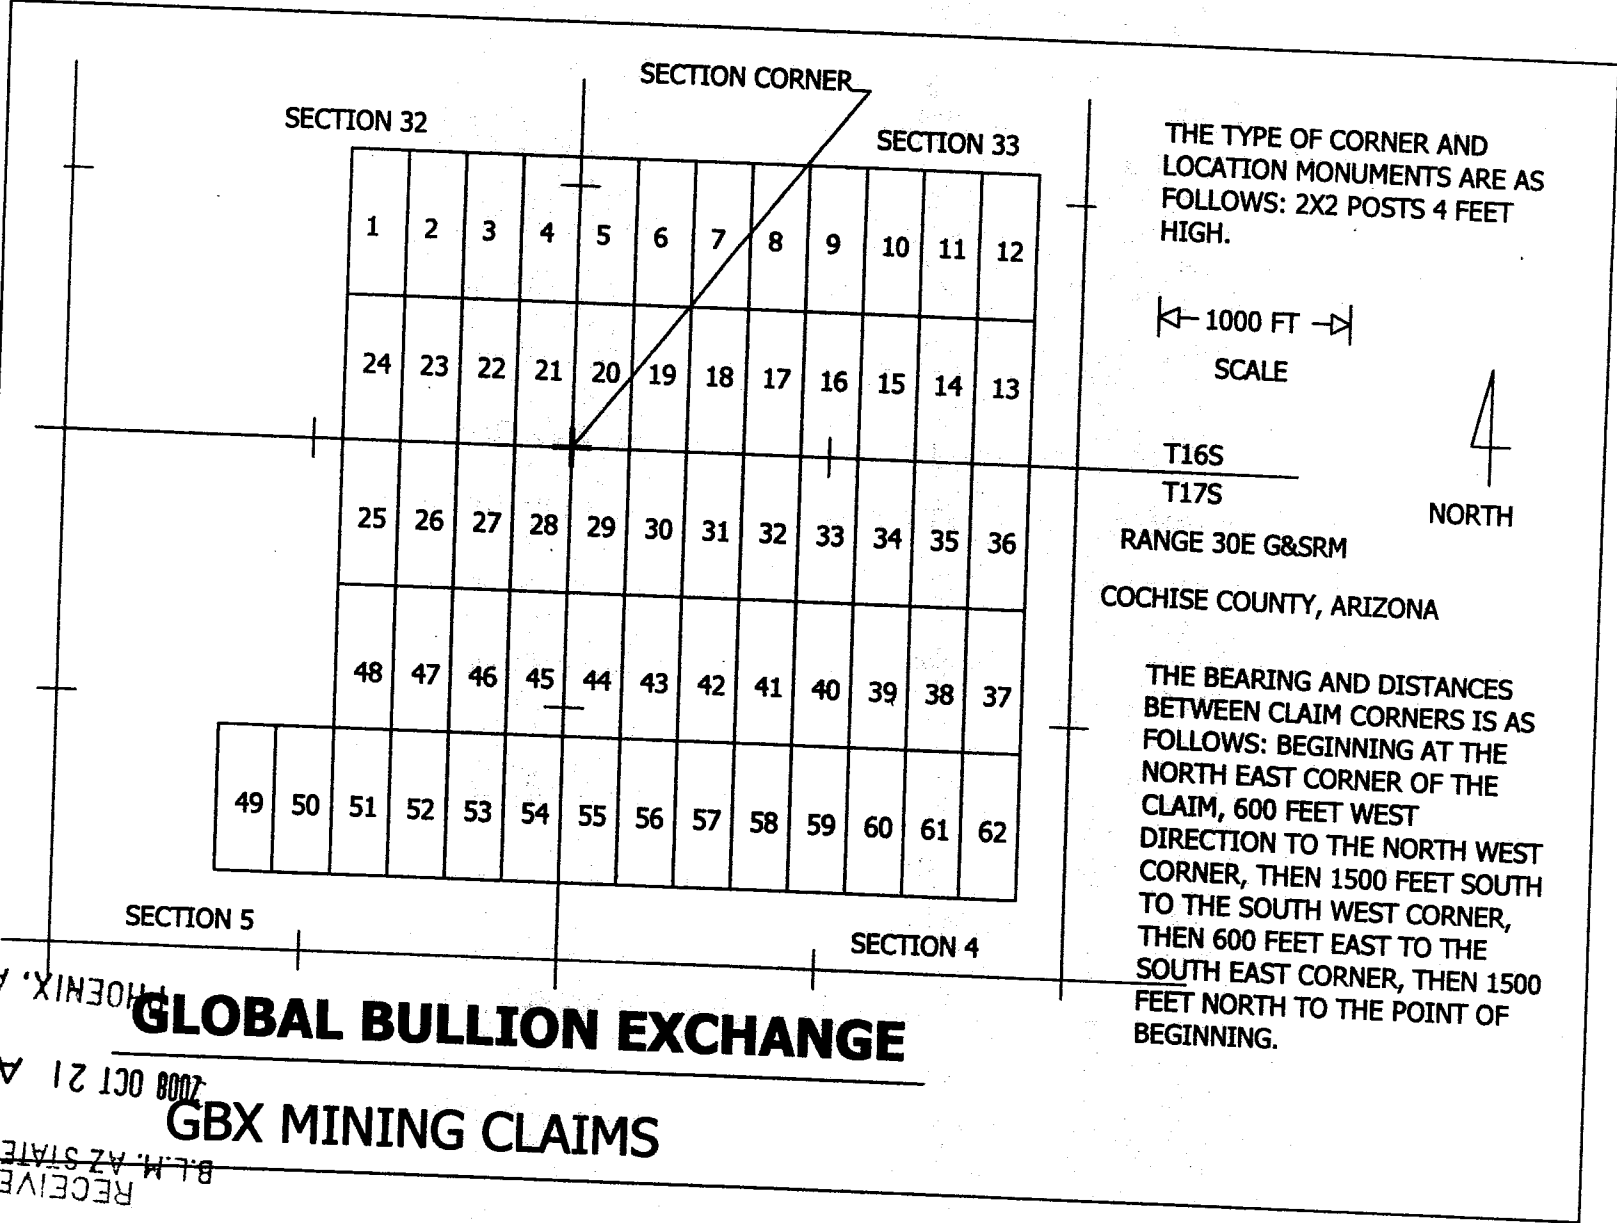 SECTION CORNER
SECTION 32
SECTION 33
1 2 3 4 5 6 7 8 9 10 11 12
24 23 22 21 20 19 18 17 16 15 14 13
25 26 27 28 29 30 31 32 33 34 35 36
48 47 46 45 44 43 42 41 40 39 38 37
49 50 51 52 53 54 55 56 57 58 59 60 61 62
SECTION 5
SECTION 4
THE TYPE OF CORNER AND
LOCATION MONUMENTS ARE AS
FOLLOWS: 2X2 POSTS 4 FEET
HIGH.
1000 FT
SCALE
T16S
T17S
NORTH
RANGE 30E G&SRM
COCHISE COUNTY, ARIZONA
THE BEARING AND DISTANCES
BETWEEN CLAIM CORNERS IS AS
FOLLOWS: BEGINNING AT THE
NORTH EAST CORNER OF THE
CLAIM, 600 FEET WEST
DIRECTION TO THE NORTH WEST
CORNER, THEN 1500 FEET SOUTH
TO THE SOUTH WEST CORNER,
THEN 600 FEET EAST TO THE
SOUTH EAST CORNER, THEN 1500
FEET NORTH TO THE POINT OF
BEGINNING.
GLOBAL BULLION EXCHANGE
GBX MINING CLAIMS
RECEIVE
B.L.M. AZ STATE
2008 OCT 21 A
PHOENIX, A